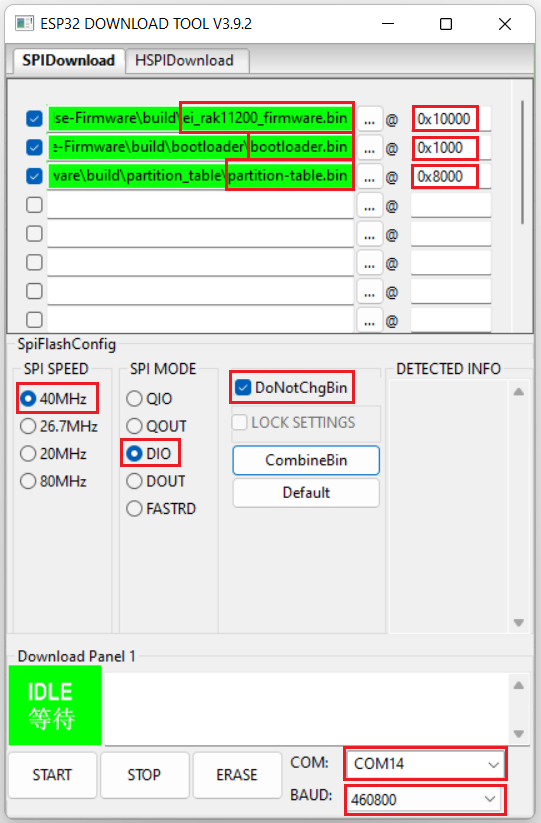 ESP32 DOWNLOAD TOOL V3.9.2
SPIDownload HSPIDownload
se-Firmware\build\ei_rak11200_firmware.bin ... @ 0x10000
e-Firmware\build\bootloader\bootloader.bin ... @ 0x1000
vare\build\partition_table\partition-table.bin ... @ 0x8000
... @
... @
... @
... @
... @
SpiFlashConfig
SPI SPEED
40MHz
26.7MHz
20MHz
80MHz
SPI MODE
QIO
QOUT
DIO
DOUT
FASTRD
DoNotChgBin
LOCK SETTINGS
CombineBin
Default
DETECTED INFO
Download Panel 1
IDLE
等待
START STOP ERASE
COM: COM14
BAUD: 460800